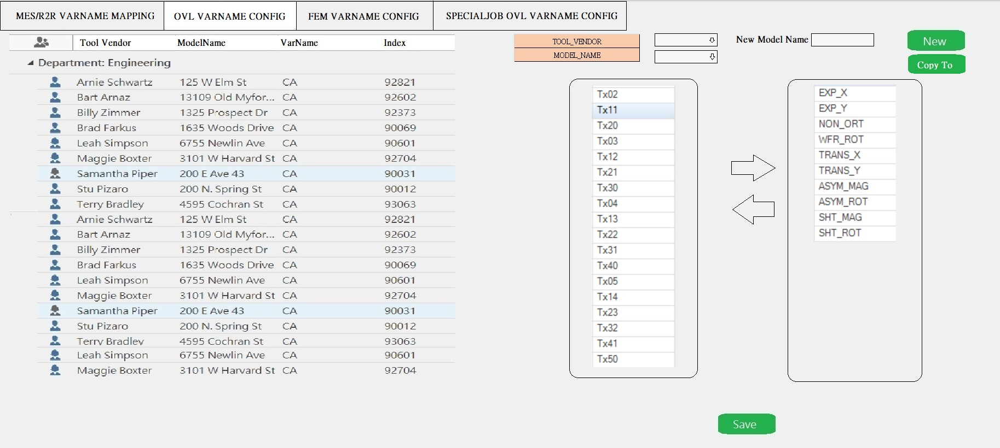 MES/R2R VARNAME MAPPING OVL VARNAME CONFIG FEM VARNAME CONFIG SPECIALJOB OVL VARNAME CONFIG
Tool Vendor ModelName VarName Index
Department: Engineering
Arnie Schwartz 125 W Elm St CA 92821
Bart Arnaz 13109 Old Myfor... CA 92602
Billy Zimmer 1325 Prospect Dr CA 92373
Brad Farkus 1635 Woods Drive CA 90069
Leah Simpson 6755 Newlin Ave CA 90601
Maggie Boxter 3101 W Harvard St CA 92704
Samantha Piper 200 E Ave 43 CA 90031
Stu Pizaro 200 N. Spring St CA 90012
Terry Bradley 4595 Cochran St CA 93063
Arnie Schwartz 125 W Elm St CA 92821
Bart Arnaz 13109 Old Myfor... CA 92602
Billy Zimmer 1325 Prospect Dr CA 92373
Brad Farkus 1635 Woods Drive CA 90069
Leah Simpson 6755 Newlin Ave CA 90601
Maggie Boxter 3101 W Harvard St CA 92704
Samantha Piper 200 E Ave 43 CA 90031
Stu Pizaro 200 N. Spring St CA 90012
Terry Bradley 4595 Cochran St CA 93063
Leah Simpson 6755 Newlin Ave CA 90601
Maggie Boxter 3101 W Harvard St CA 92704
TOOL_VENDOR
MODEL_NAME
New Model Name
New
Copy To
Tx02
Tx11
Tx20
Tx03
Tx12
Tx21
Tx30
Tx04
Tx13
Tx22
Tx31
Tx40
Tx05
Tx14
Tx23
Tx32
Tx41
Tx50
EXP_X
EXP_Y
NON_ORT
WFR_ROT
TRANS_X
TRANS_Y
ASYM_MAG
ASYM_ROT
SHT_MAG
SHT_ROT
Save